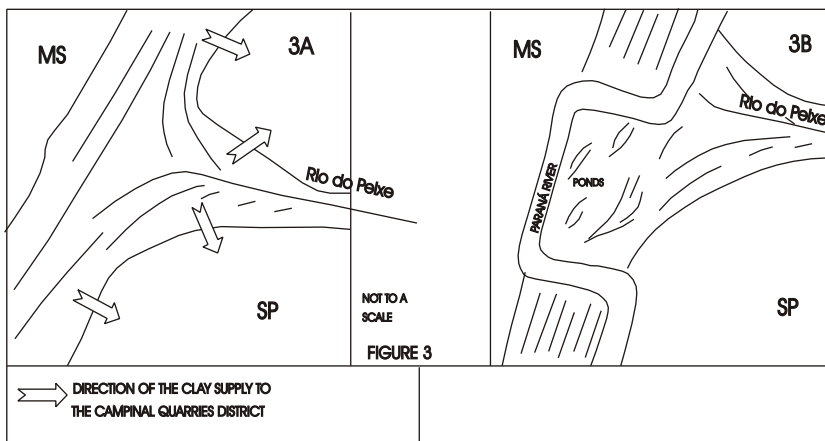 MS
3A
Rio do Peixe
SP
NOT TO A
SCALE
FIGURE 3
MS
3B
Rio do Peixe
PARANÁ RIVER
PONDS
SP
DIRECTION OF THE CLAY SUPPLY TO
THE CAMPINAL QUARRIES DISTRICT